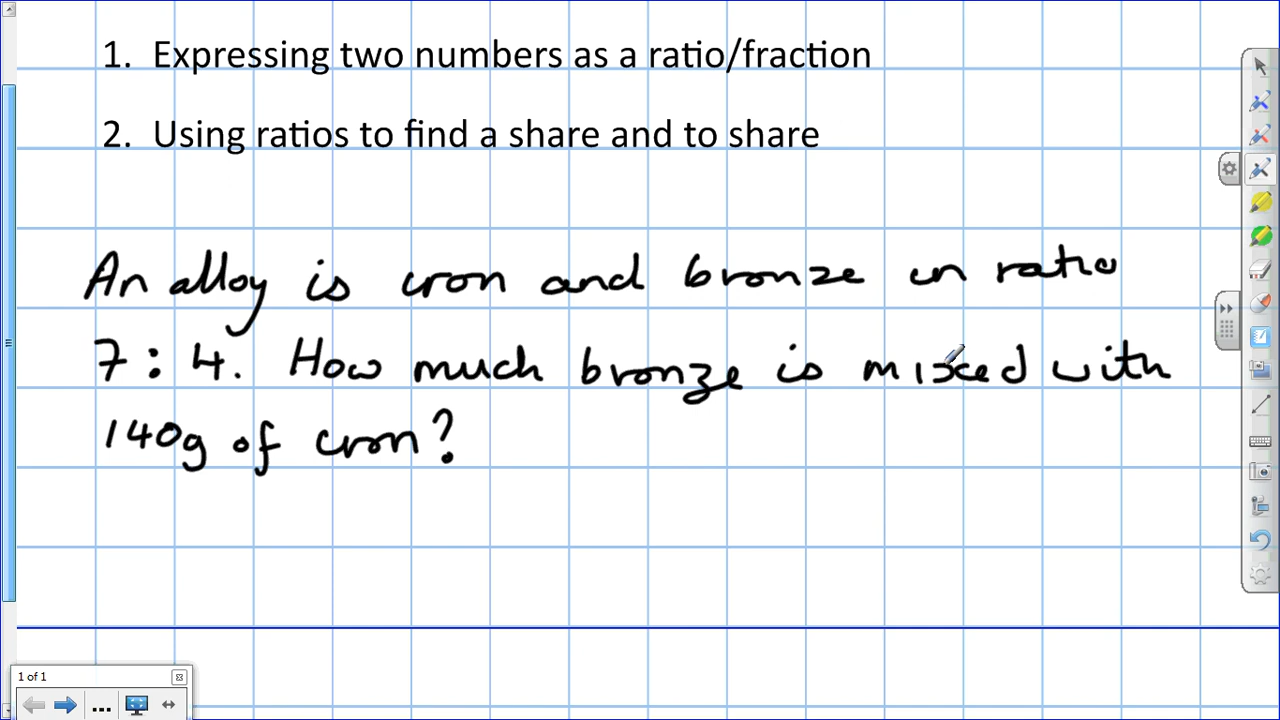 1. Expressing two numbers as a ratio/fraction
2. Using ratios to find a share and to share
An alloy is iron and bronze in ratio
7 : 4. How much bronze is mixed with
140g of iron?
1 of 1